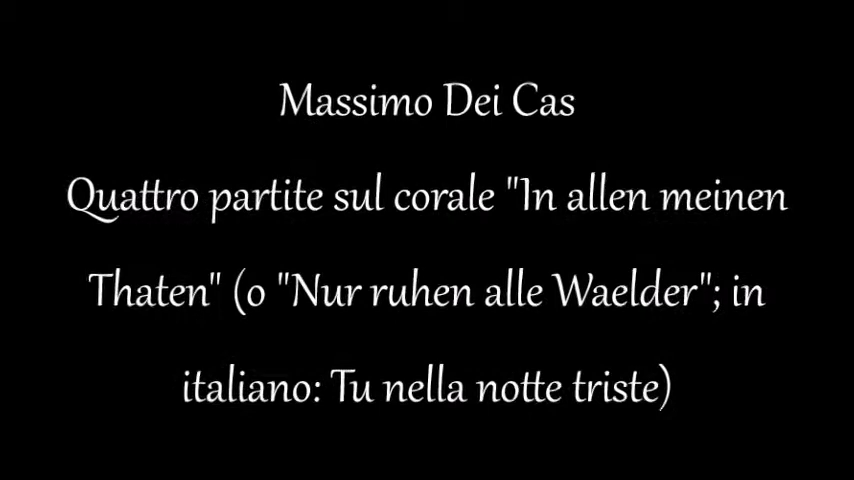 Massimo Dei Cas
Quattro partite sul corale "In allen meinen
Thaten" (o "Nur ruhen alle Waelder"; in
italiano: Tu nella notte triste)